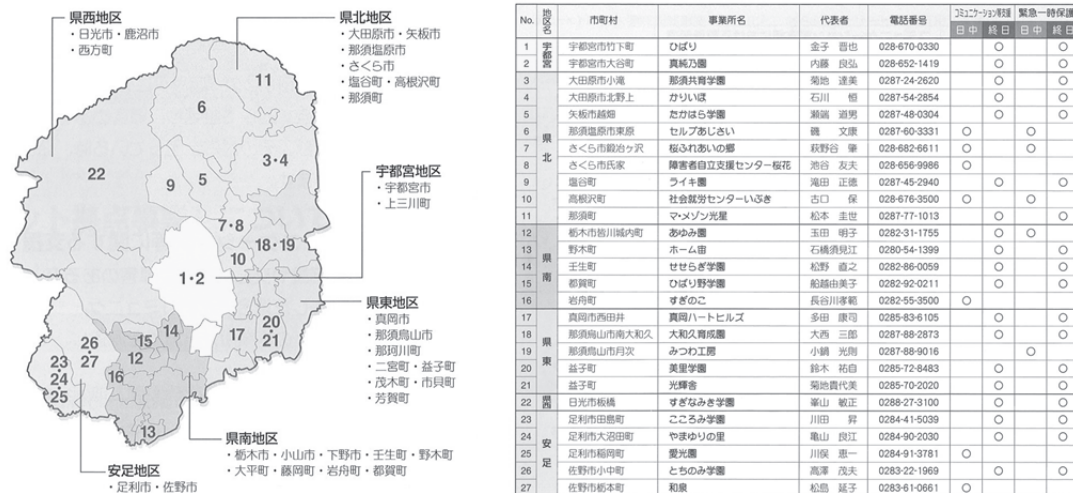 県西地区
・日光市・鹿沼市
・西方町
県北地区
・大田原市・矢板市
・那須塩原市
・さくら市
・塩谷町・高根沢町
・那須町
11
6
3・4
22
9
5
7・8
10
18・19
1・2
宇都宮地区
・宇都宮市
・上三川町
県東地区
・真岡市
・那須烏山市
・那珂川町
・二宮町・益子町
・茂木町・市貝町
・芳賀町
14
15
12
16
17
20
・
21
26
・
27
23
・
24
・
25
13
県南地区
・栃木市・小山市・下野市・壬生町・野木町
・大平町・藤岡町・岩舟町・都賀町
安足地区
・足利市・佐野市
No. 地区名 市町村 事業所名 代表者 電話番号 コミュニケーション等支援 緊急一時保護
日中 終日 日中 終日
宇都宮
1 宇都宮市竹下町 ひばり 金子 晋也 028-670-0330 ○ ○
2 宇都宮市大谷町 真純乃園 内藤 良弘 028-652-1419 ○ ○
県北
3 大田原市小滝 那須共育学園 菊地 達美 0287-24-2620 ○ ○
4 大田原市北野上 かりいほ 石川 恒 0287-54-2854 ○ ○
5 矢板市越畑 たかはら学園 瀬端 道男 0287-48-0304 ○ ○
6 那須塩原市東原 セルプあじさい 磯 文康 0287-60-3331 ○ ○
7 さくら市鍛冶ヶ沢 桜ふれあいの郷 萩野谷 肇 028-682-6611 ○ ○
8 さくら市氏家 障害者自立支援センター桜花 池谷 友夫 028-656-9986 ○
9 塩谷町 ライキ園 滝田 正徳 0287-45-2940 ○ ○
10 高根沢町 社会就労センターいぶき 古口 保 028-676-3500 ○ ○
11 那須町 マ・メゾン光星 松本 圭世 0287-77-1013 ○ ○
県南
12 栃木市皆川城内町 あゆみ園 玉田 明子 0282-31-1755 ○ ○
13 野木町 ホーム宙 石橋須見江 0280-54-1399 ○ ○
14 壬生町 せせらぎ学園 松野 直之 0282-86-0059 ○ ○
15 都賀町 ひばり野学園 船越由美子 0282-92-0211 ○ ○
16 岩舟町 すぎのこ 長谷川孝範 0282-55-3500 ○
県東
17 真岡市西田井 真岡ハートヒルズ 多田 康司 0285-83-6105 ○ ○
18 那須烏山市南大和久 大和久育成園 大西 三郎 0287-88-2873 ○ ○
19 那須烏山市月次 みつわ工房 小鍋 光則 0287-88-9016 ○
20 益子町 美里学園 鈴木 祐自 0285-72-8483 ○ ○
21 益子町 光輝舎 菊地貴代美 0285-70-2020 ○ ○
県西
22 日光市板橋 すぎなみき学園 峯山 敏正 0288-27-3100 ○ ○
安足
23 足利市田島町 こころみ学園 川田 昇 0284-41-5039 ○ ○
24 足利市大沼田町 やまゆりの里 亀山 良江 0284-90-2030 ○ ○
25 足利市稲岡町 愛光園 川俣 恵一 0284-91-3781 ○
26 佐野市小中町 とちのみ学園 高澤 茂夫 0283-22-1969 ○ ○
27 佐野市栃本町 和泉 松島 延子 0283-61-0661 ○